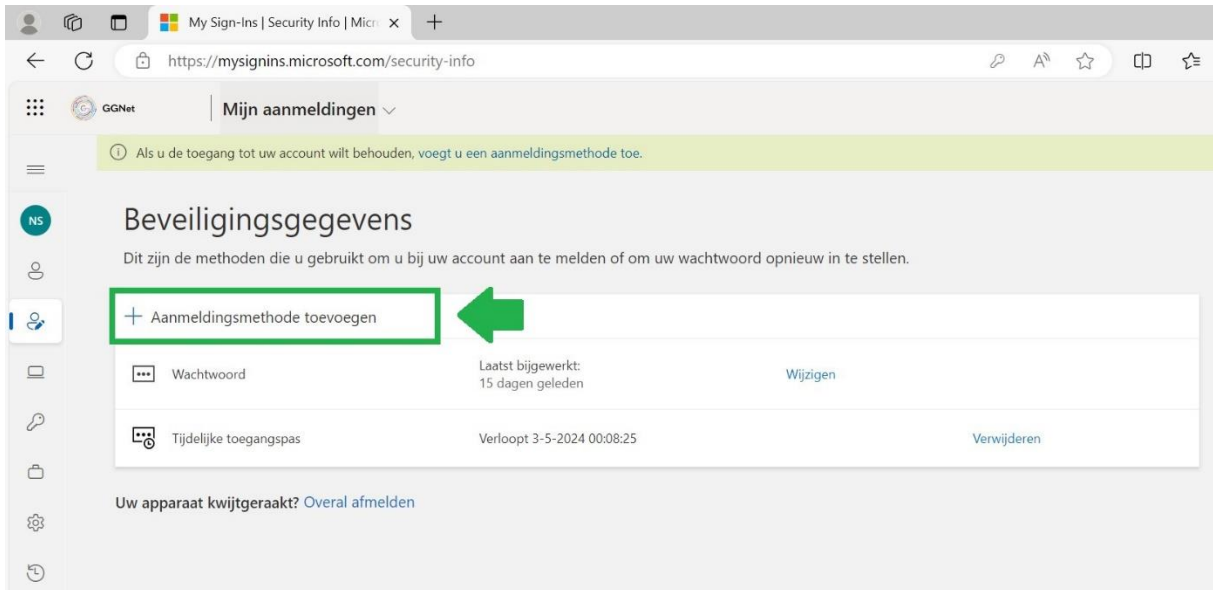 My Sign-Ins | Security Info | Micr
https://mysignins.microsoft.com/security-info
GGNet
Mijn aanmeldingen
Als u de toegang tot uw account wilt behouden, voegt u een aanmeldingsmethode toe.
NS
Beveiligingsgegevens
Dit zijn de methoden die u gebruikt om u bij uw account aan te melden of om uw wachtwoord opnieuw in te stellen.
+ Aanmeldingsmethode toevoegen
Wachtwoord
Laatst bijgewerkt:
15 dagen geleden
Wijzigen
Tijdelijke toegangspas
Verloopt 3-5-2024 00:08:25
Verwijderen
Uw apparaat kwijtgeraakt? Overal afmelden